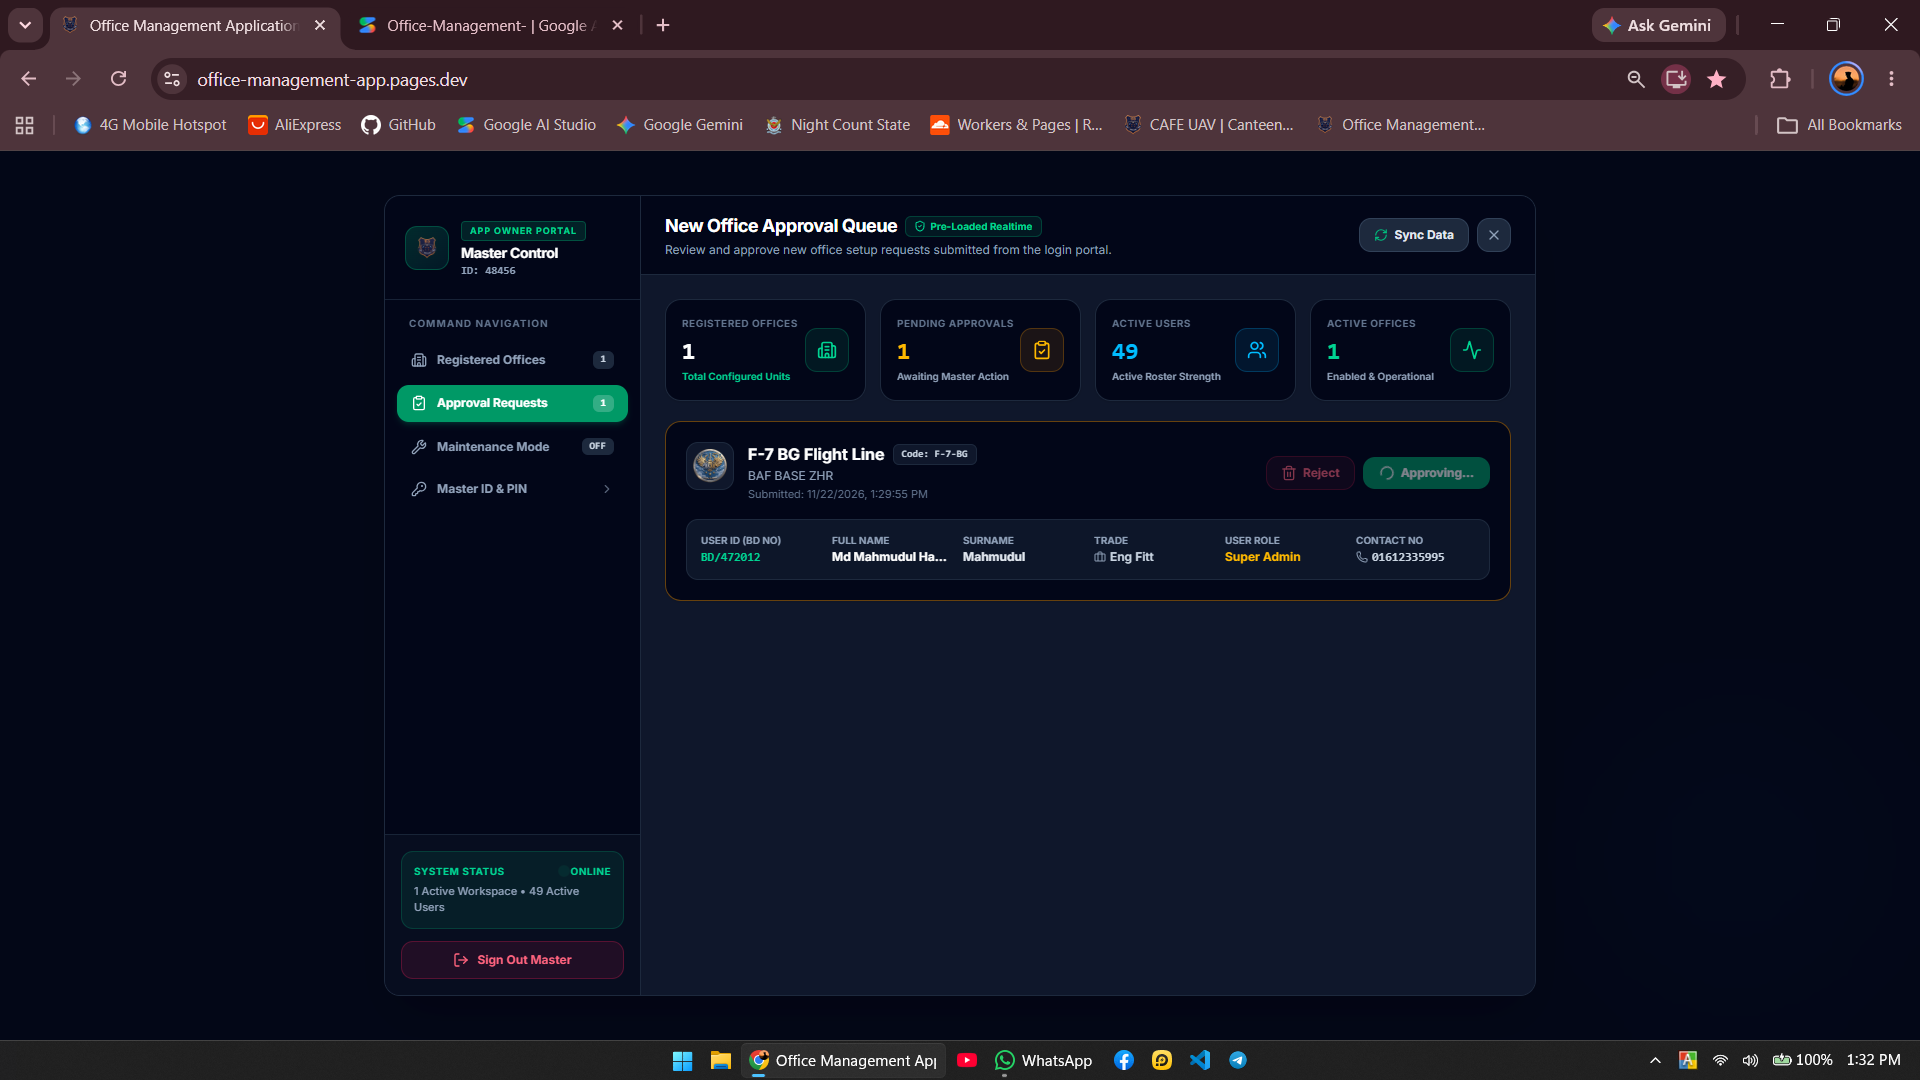 Office Management Application
Office-Management- | Google
Ask Gemini
office-management-app.pages.dev
4G Mobile Hotspot
AliExpress
GitHub
Google AI Studio
Google Gemini
Night Count State
Workers & Pages | R...
CAFE UAV | Canteen...
Office Management...
All Bookmarks
APP OWNER PORTAL
Master Control
ID: 48456
COMMAND NAVIGATION
Registered Offices 1
Approval Requests 1
Maintenance Mode OFF
Master ID & PIN
SYSTEM STATUS ONLINE
1 Active Workspace • 49 Active
Users
Sign Out Master
New Office Approval Queue Pre-Loaded Realtime
Review and approve new office setup requests submitted from the login portal.
Sync Data
REGISTERED OFFICES
1
Total Configured Units
PENDING APPROVALS
1
Awaiting Master Action
ACTIVE USERS
49
Active Roster Strength
ACTIVE OFFICES
1
Enabled & Operational
F-7 BG Flight Line Code: F-7-BG
BAF BASE ZHR
Submitted: 11/22/2026, 1:29:55 PM
Reject
Approving...
USER ID (BD NO)
BD/472012
FULL NAME
Md Mahmudul Ha...
SURNAME
Mahmudul
TRADE
Eng Fitt
USER ROLE
Super Admin
CONTACT NO
01612335995
Office Management App
WhatsApp
100%
1:32 PM